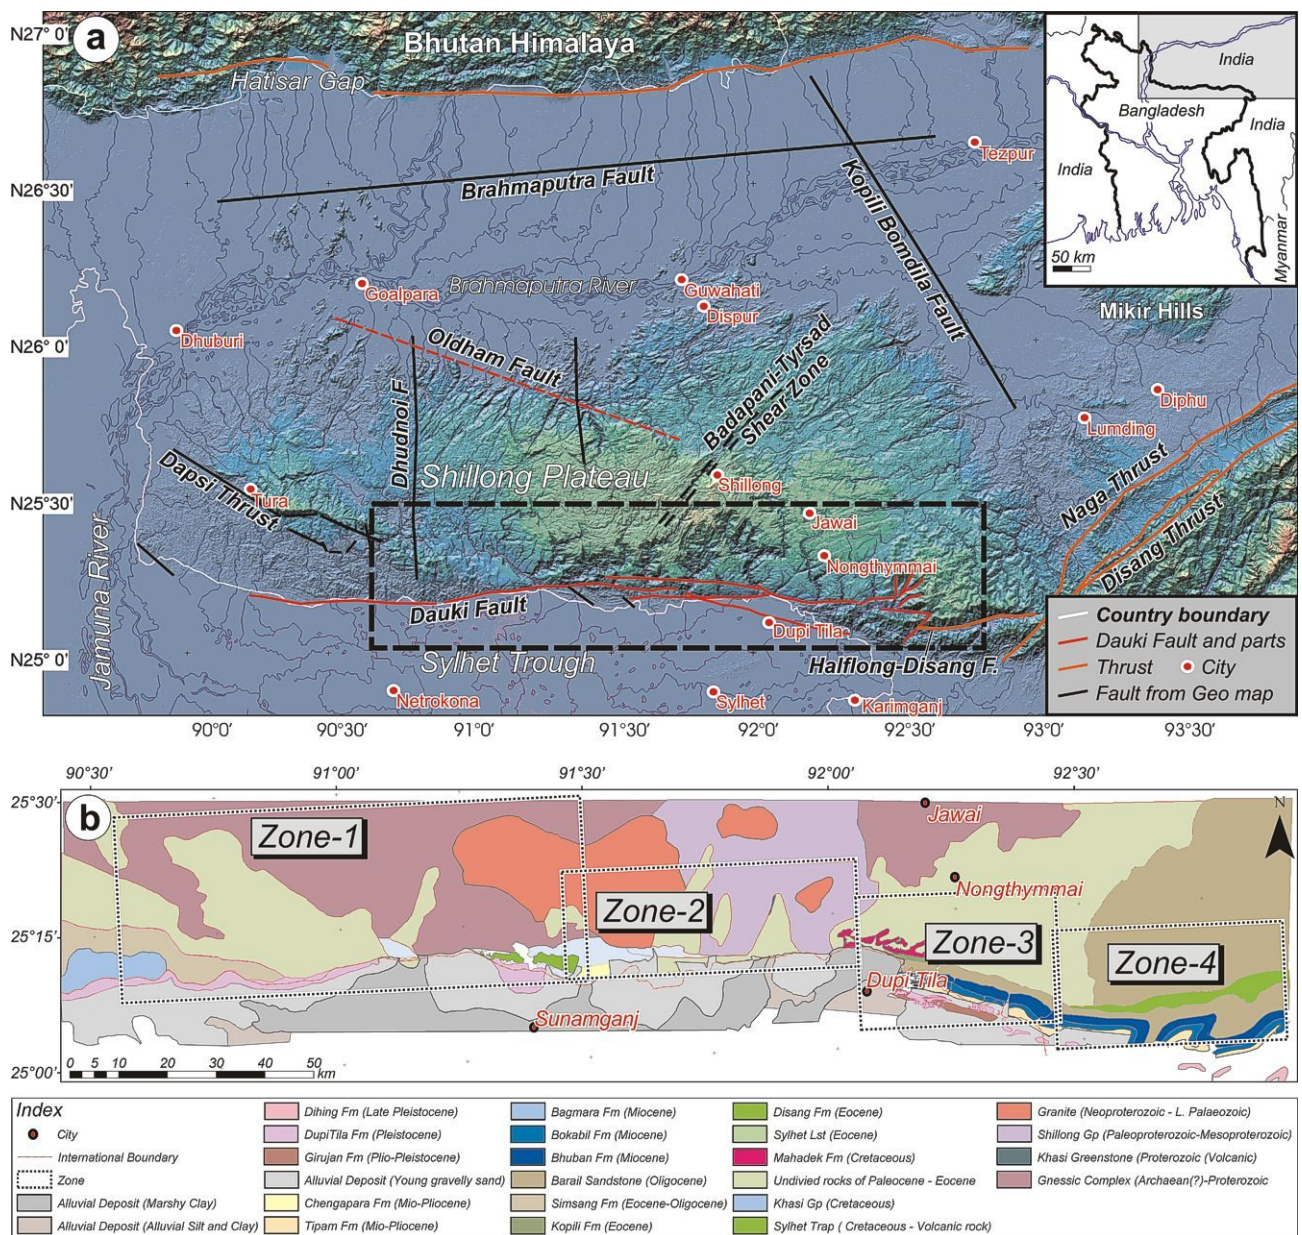 a
N27° 0'
Bhutan Himalaya
Hatisar Gap
India
Bangladesh
India
India
Myanmar
50 km
Tezpur
Brahmaputra Fault
Kopili Bomdila Fault
N26°30'
Goalpara
Brahmaputra River
Guwahati
Dispur
Mikir Hills
Dhuburi
N26° 0'
Oldham Fault
Dhudnoi F.
Badapani-Tyrsad
Shear Zone
Diphu
Lumding
Dapsi Thrust
Tura
Shillong Plateau
Shillong
Naga Thrust
N25°30'
Jawai
Nongthymmai
Disang Thrust
Jamuna River
Dauki Fault
Dupi Tila
Halflong-Disang F.
N25° 0'
Sylhet Trough
Netrokona
Sylhet
Karimganj
Country boundary
Dauki Fault and parts
Thrust
City
Fault from Geo map
90°0'
90°30'
91°0'
91°30'
92°0'
92°30'
93°0'
93°30'
90°30'
91°00'
91°30'
92°00'
92°30'
25°30'
b
N
Zone-1
Jawai
Zone-2
Nongthymmai
25°15'
Zone-3
Zone-4
Dupi Tila
Sunamganj
25°00'
0 5 10 20 30 40 50
km
Index
City
International Boundary
Zone
Alluvial Deposit (Marshy Clay)
Alluvial Deposit (Alluvial Silt and Clay)
Dihing Fm (Late Pleistocene)
DupiTila Fm (Pleistocene)
Girujan Fm (Plio-Pleistocene)
Alluvial Deposit (Young gravelly sand)
Chengapara Fm (Mio-Pliocene)
Tipam Fm (Mio-Pliocene)
Bagmara Fm (Miocene)
Bokabil Fm (Miocene)
Bhuban Fm (Miocene)
Barail Sandstone (Oligocene)
Simsang Fm (Eocene-Oligocene)
Kopili Fm (Eocene)
Disang Fm (Eocene)
Sylhet Lst (Eocene)
Mahadek Fm (Cretaceous)
Undivied rocks of Paleocene - Eocene
Khasi Gp (Cretaceous)
Sylhet Trap ( Cretaceous - Volcanic rock)
Granite (Neoproterozoic - L. Palaeozoic)
Shillong Gp (Paleoproterozoic-Mesoproterozoic)
Khasi Greenstone (Proterozoic (Volcanic)
Gnessic Complex (Archaean(?)-Proterozoic